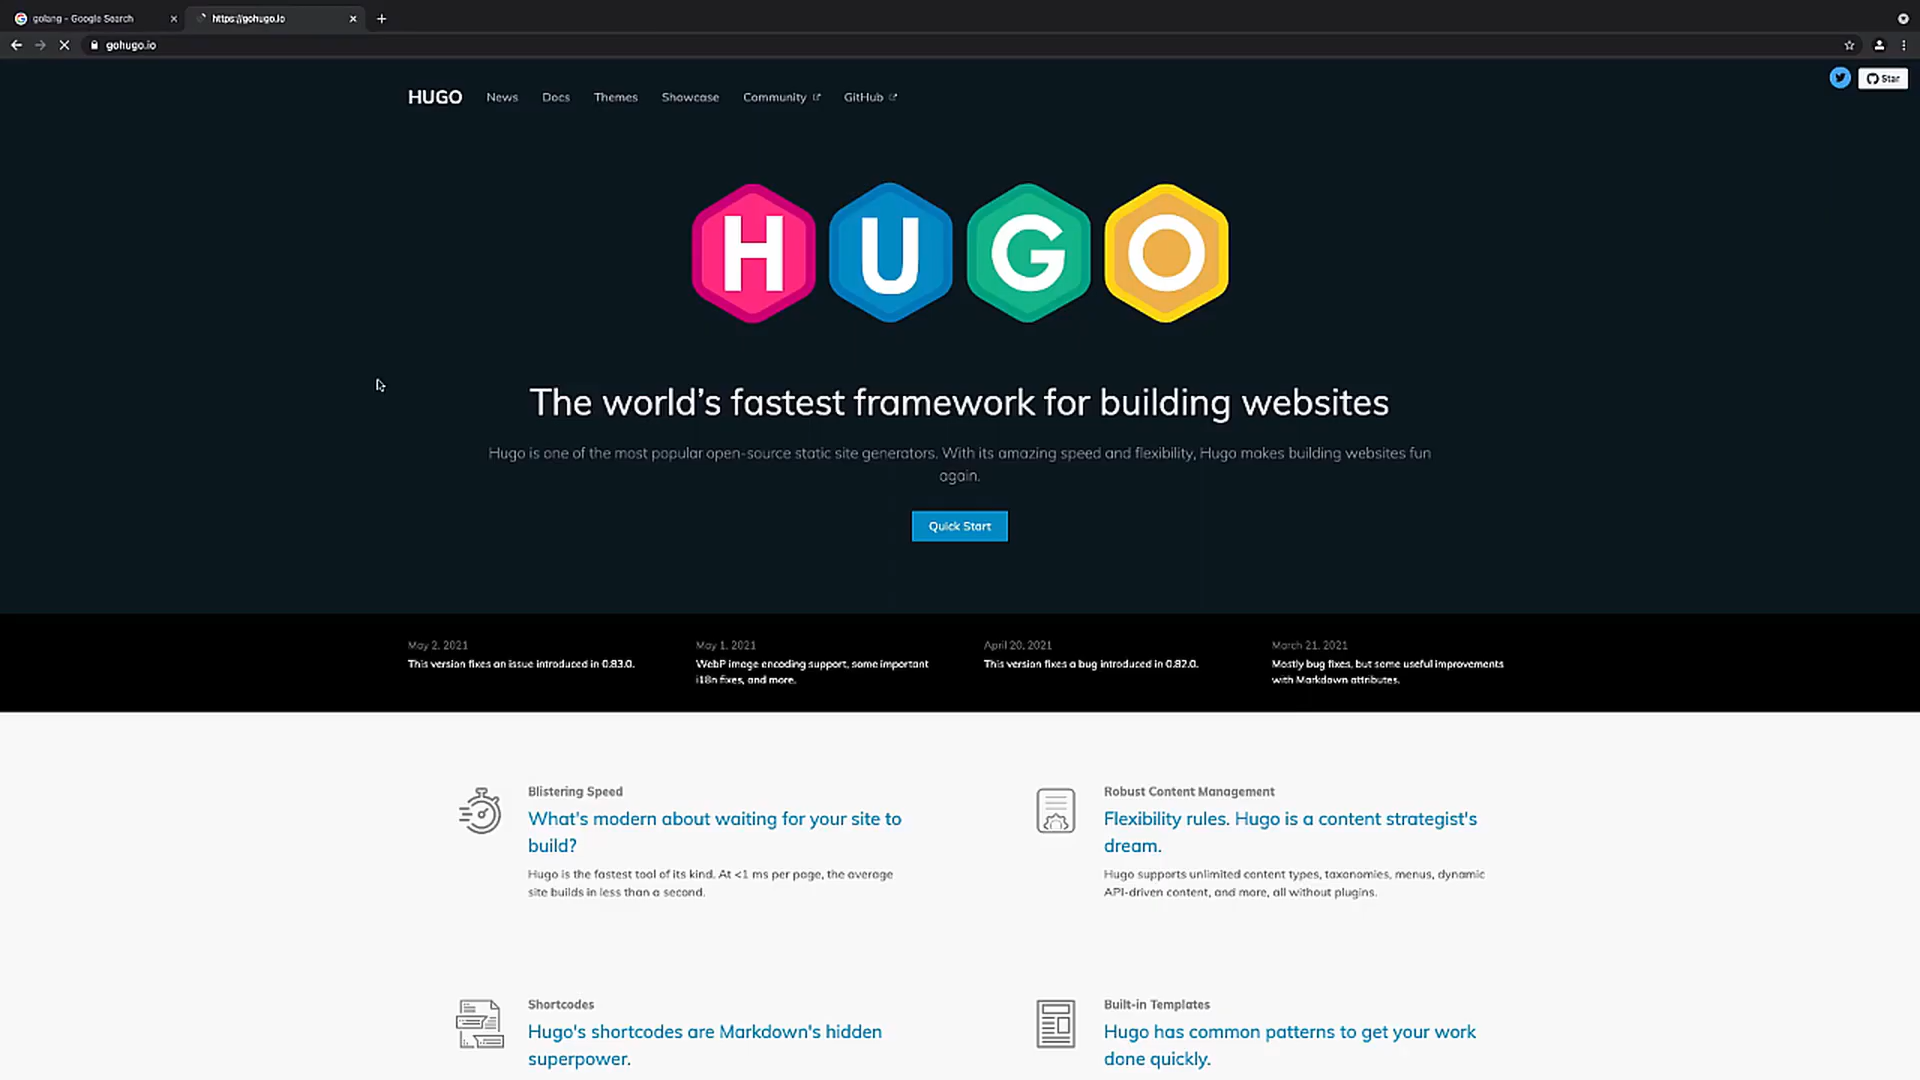 golang - Google Search
https://gohugo.io
gohugo.io
Star
HUGO News Docs Themes Showcase Community GitHub
HUGO
The world's fastest framework for building websites
Hugo is one of the most popular open-source static site generators. With its amazing speed and flexibility, Hugo makes building websites fun
again.
Quick Start
May 2, 2021
This version fixes an issue introduced in 0.83.0.
May 1, 2021
WebP image encoding support, some important
i18n fixes, and more.
April 20, 2021
This version fixes a bug introduced in 0.82.0.
March 21, 2021
Mostly bug fixes, but some useful improvements
with Markdown attributes.
Blistering Speed
What's modern about waiting for your site to
build?
Hugo is the fastest tool of its kind. At <1 ms per page, the average
site builds in less than a second.
Robust Content Management
Flexibility rules. Hugo is a content strategist's
dream.
Hugo supports unlimited content types, taxonomies, menus, dynamic
API-driven content, and more, all without plugins.
Shortcodes
Hugo's shortcodes are Markdown's hidden
superpower.
Built-in Templates
Hugo has common patterns to get your work
done quickly.